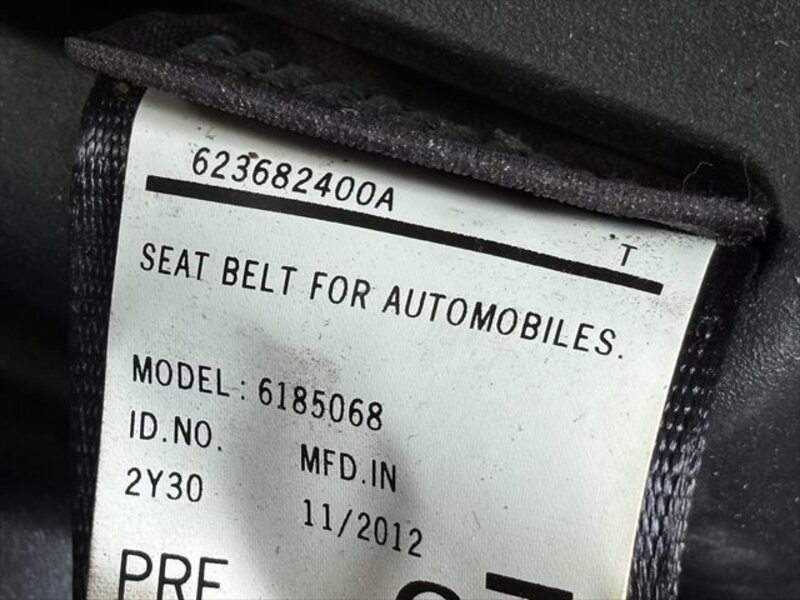 623682400A
T
SEAT BELT FOR AUTOMOBILES.
MODEL: 6185068
ID.NO. MFD.IN
2Y30 11/2012
PRE